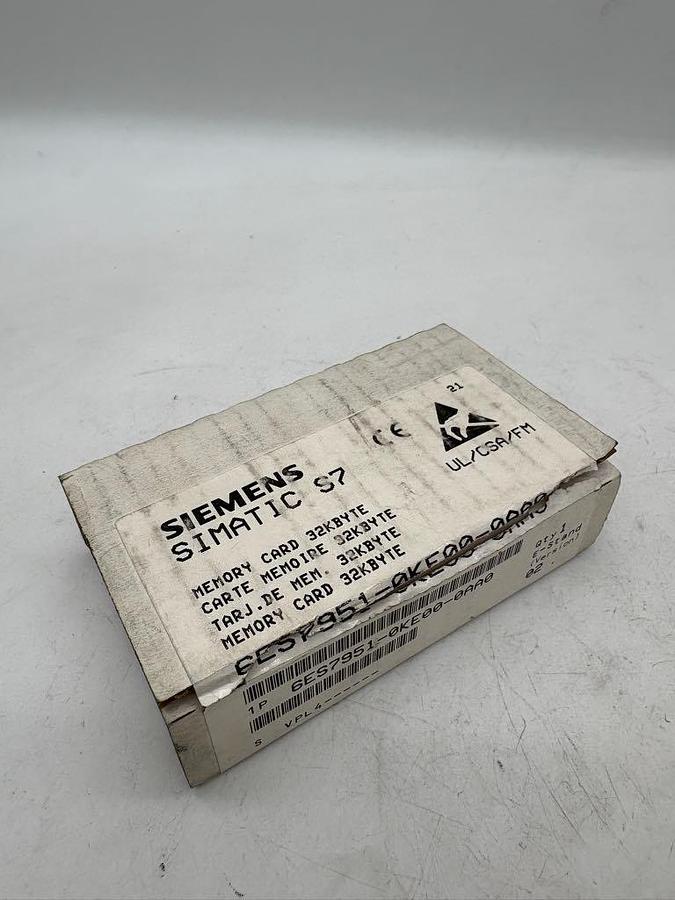 21
CE
UL/CSA/FM
SIEMENS
SIMATIC S7
MEMORY CARD 32KBYTE
CARTE MEMOIRE 32KBYTE
TARJ.DE MEM. 32KBYTE
MEMORY CARD 32KBYTE
6ES7951-0KE00-0AA0
1P 6ES7951-0KE00-0AA0
Qty.1
E-Stand
(Version)
02
S VPL4------